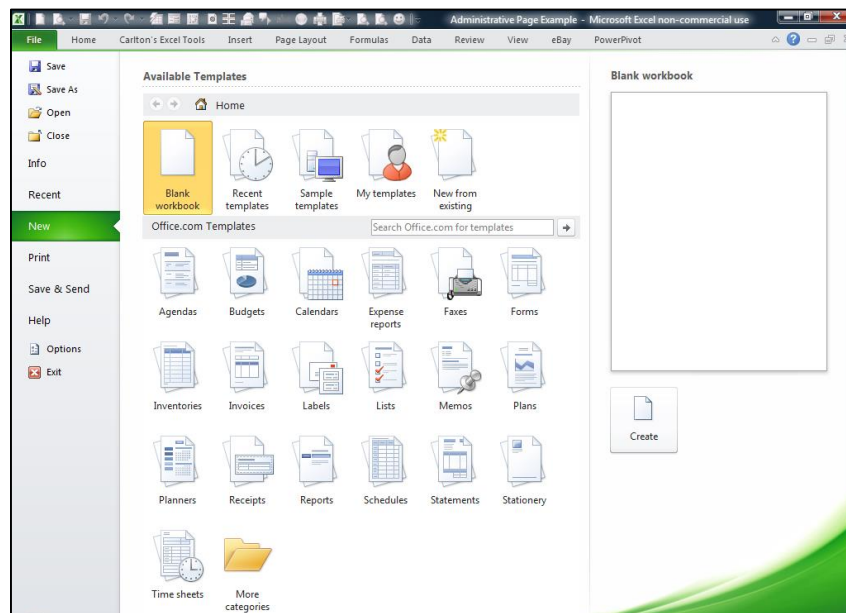 Administrative Page Example - Microsoft Excel non-commercial use
File Home Carlton's Excel Tools Insert Page Layout Formulas Data Review View eBay PowerPivot
Save
Save As
Open
Close
Info
Recent
New
Print
Save & Send
Help
Options
Exit
Available Templates
Home
Blank workbook
Recent templates
Sample templates
My templates
New from existing
Office.com Templates
Search Office.com for templates
Agendas
Budgets
Calendars
Expense reports
Faxes
Forms
Inventories
Invoices
Labels
Lists
Memos
Plans
Planners
Receipts
Reports
Schedules
Statements
Stationery
Time sheets
More categories
Blank workbook
Create